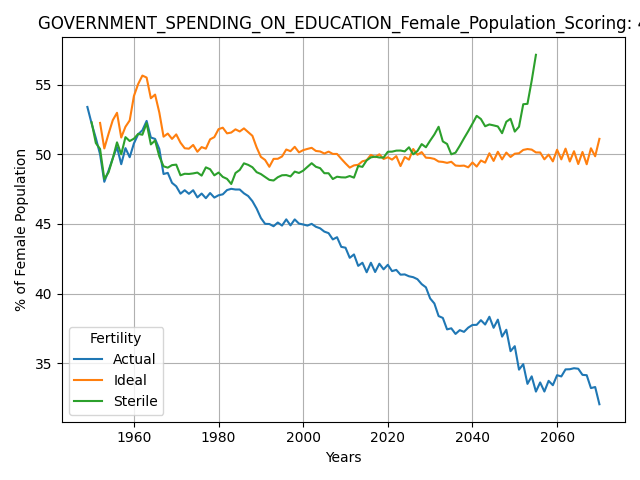 GOVERNMENT_SPENDING_ON_EDUCATION_Female_Population_Scoring: 4
% of Female Population
55
50
45
40
35
Fertility
Actual
Ideal
Sterile
1960 1980 2000 2020 2040 2060
Years